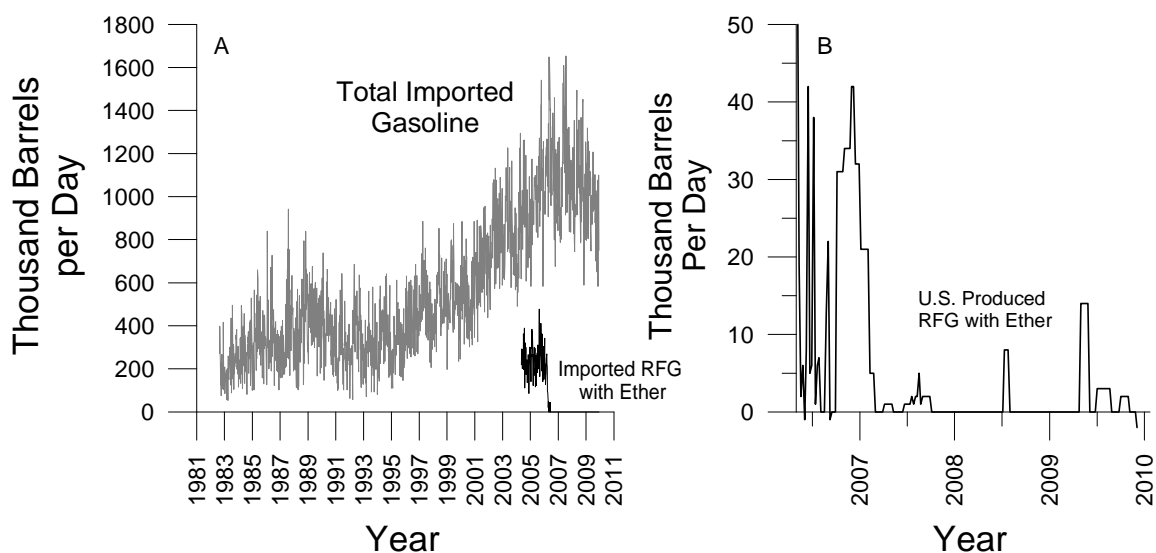 A
Total Imported
Gasoline
Imported RFG
with Ether
Thousand Barrels
per Day
1800
1600
1400
1200
1000
800
600
400
200
0
1981
1983
1985
1987
1989
1991
1993
1995
1997
1999
2001
2003
2005
2007
2009
2011
Year
B
U.S. Produced
RFG with Ether
Thousand Barrels
Per Day
50
40
30
20
10
0
2007
2008
2009
2010
Year